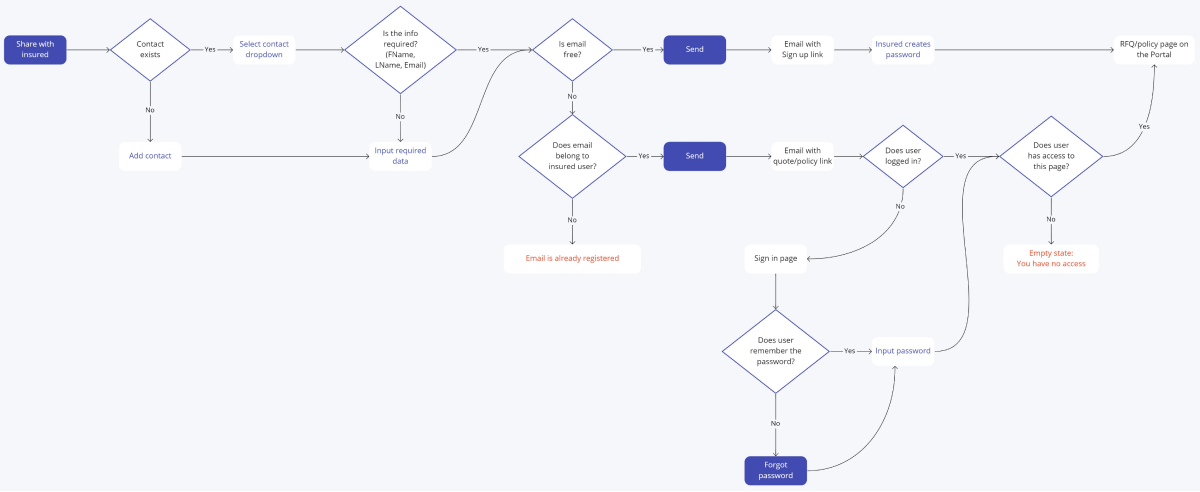 Share with
insured
Contact
exists
Yes
Select contact
dropdown
Is the info
required?
(FName,
LName, Email)
Yes
Is email
free?
Yes
Send
Email with
Sign up link
Insured creates
password
RFQ/policy page on
the Portal
No
No
No
Yes
Add contact
Input required
data
Does email
belong to
insured user?
Yes
Send
Email with
quote/policy link
Does user
logged in?
Yes
Does user
has access to
this page?
No
No
No
Email is already registered
Sign in page
Empty state:
You have no access
Does user
remember the
password?
Yes
Input password
No
Forgot
password